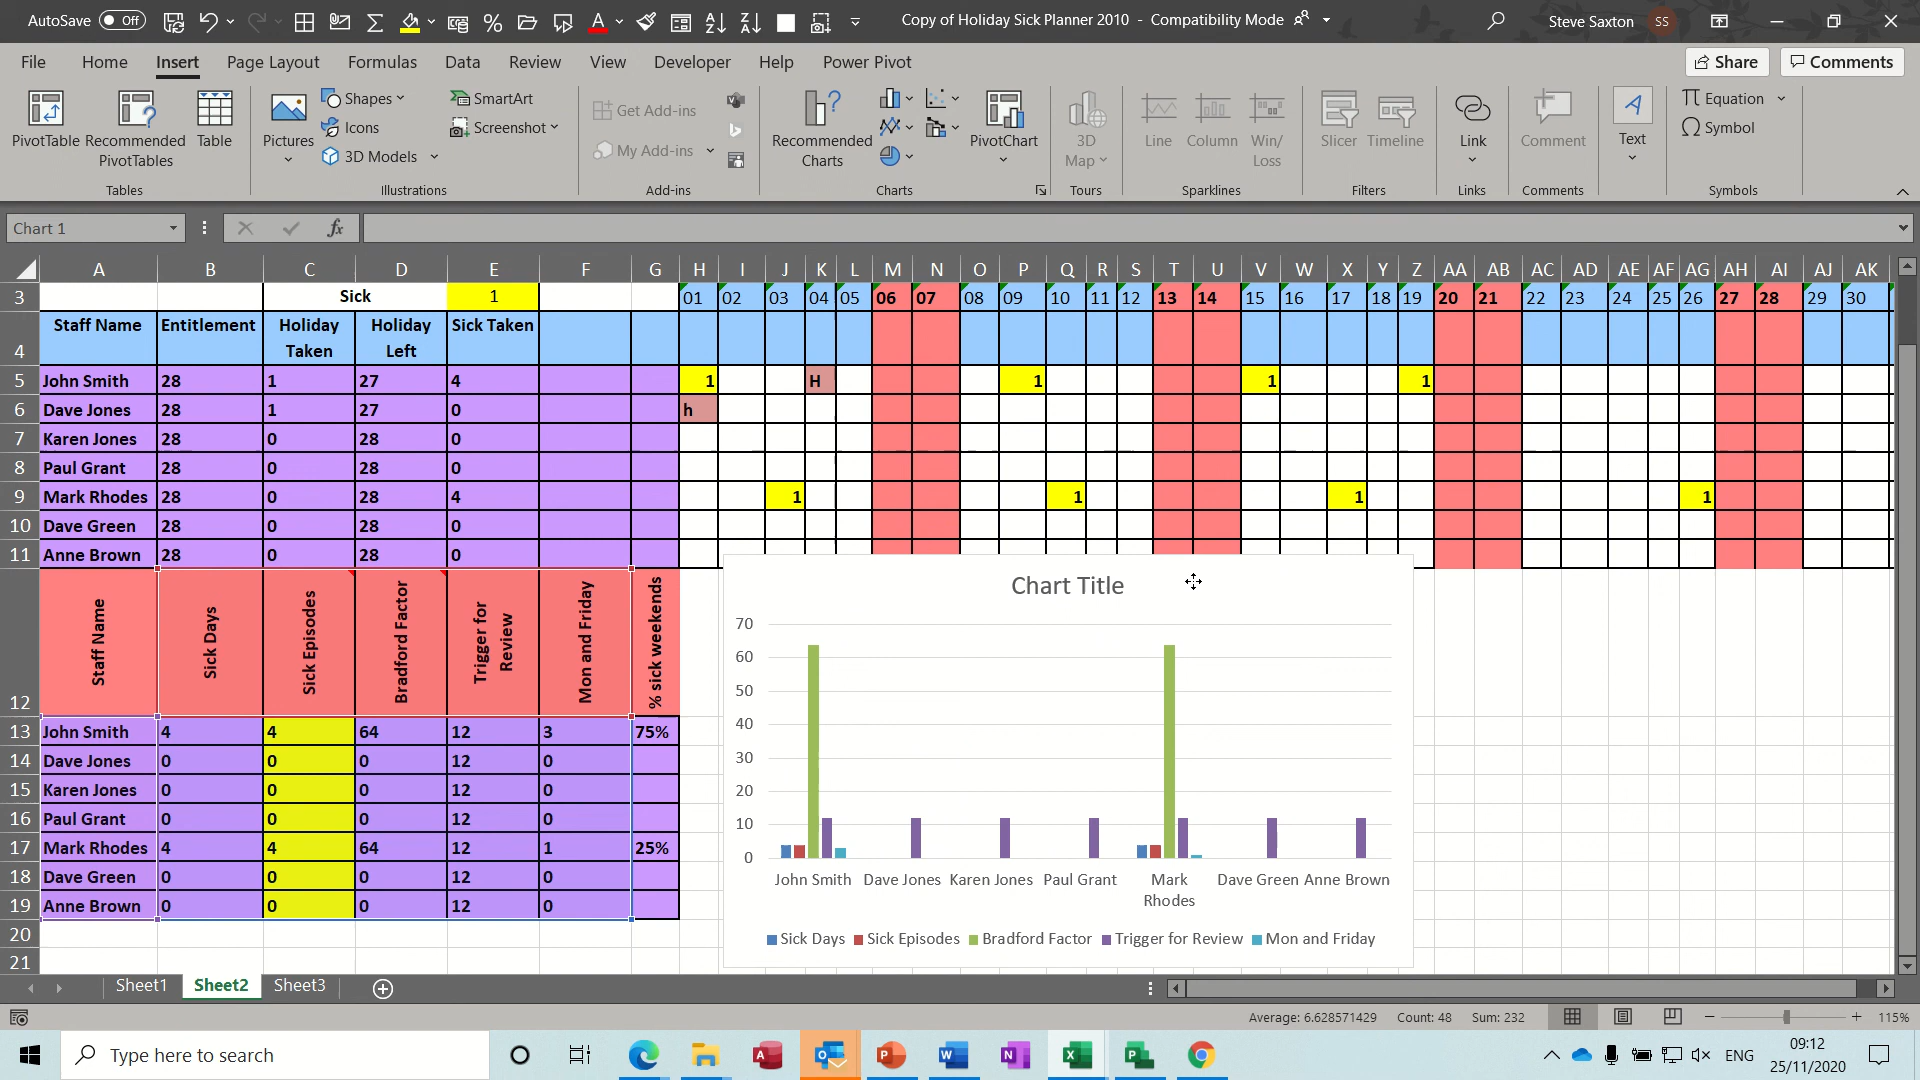 AutoSave Off
Copy of Holiday Sick Planner 2010 - Compatibility Mode
Steve Saxton SS
File Home Insert Page Layout Formulas Data Review View Developer Help Power Pivot
Share Comments
PivotTable Recommended PivotTables Table
Pictures Shapes Icons 3D Models SmartArt Screenshot
Get Add-ins My Add-ins
Recommended Charts PivotChart
3D Map
Line Column Win/Loss
Slicer Timeline
Link Comment Text
Equation Symbol
Tables Illustrations Add-ins Charts Tours Sparklines Filters Links Comments Symbols
Chart 1 fx
A B C D E F G H I J K L M N O P Q R S T U V W X Y Z AA AB AC AD AE AF AG AH AI AJ AK
3 Sick 1 01 02 03 04 05 06 07 08 09 10 11 12 13 14 15 16 17 18 19 20 21 22 23 24 25 26 27 28 29 30
4 Staff Name Entitlement Holiday Taken Holiday Left Sick Taken
5 John Smith 28 1 27 4 1 H 1 1 1
6 Dave Jones 28 1 27 0 h
7 Karen Jones 28 0 28 0
8 Paul Grant 28 0 28 0
9 Mark Rhodes 28 0 28 4 1 1 1 1
10 Dave Green 28 0 28 0
11 Anne Brown 28 0 28 0
12 Staff Name Sick Days Sick Episodes Bradford Factor Trigger for Review Mon and Friday % sick weekends
13 John Smith 4 4 64 12 3 75%
14 Dave Jones 0 0 0 12 0
15 Karen Jones 0 0 0 12 0
16 Paul Grant 0 0 0 12 0
17 Mark Rhodes 4 4 64 12 1 25%
18 Dave Green 0 0 0 12 0
19 Anne Brown 0 0 0 12 0
20
21
Chart Title
70
60
50
40
30
20
10
0
John Smith Dave Jones Karen Jones Paul Grant Mark Rhodes Dave Green Anne Brown
Sick Days Sick Episodes Bradford Factor Trigger for Review Mon and Friday
Sheet1 Sheet2 Sheet3
Average: 6.628571429 Count: 48 Sum: 232 115%
Type here to search
ENG
09:12
25/11/2020